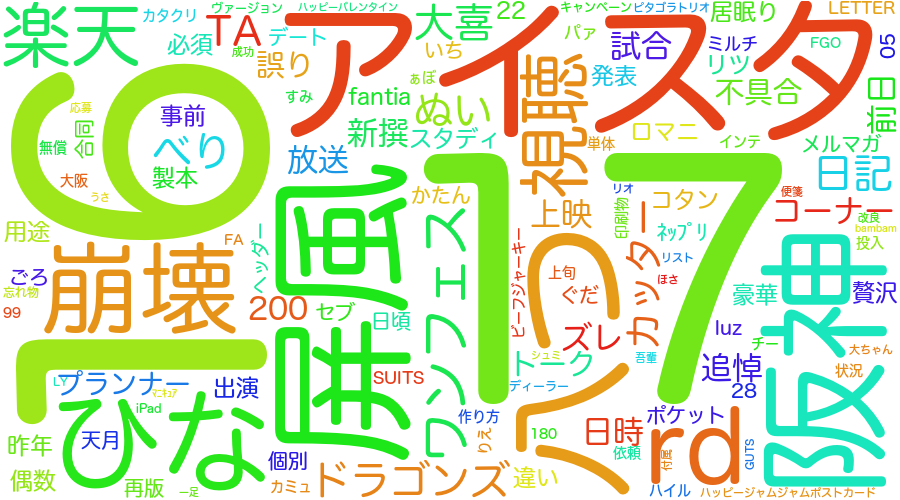 楽天
カタクリ
ヴァージョン
ハッピーバレンタイン
キャンペーン
ピタゴラトリオ
LETTER
必須
TA
成功
デート
大喜
22
パァ
居眠り
いち
アイスタ
試合
ミルチ
FGO
05
誤り
すみ
fantia
ぁぼ
ぬい
発表
リツ
不具合
前日
19
応募
合同
無償
事前
べり
製本
大阪
うさ
放送
新撰
スタディ
視聴
単体
ロマニ
インテ
メルマガ
日記
用途
FA
ヘッダー
かたん
上映
リオ
印刷物
コタン
便箋
コーナー
改良
bambam
投入
ごろ
忘れ物
99
崩壊
200
セブ
日頃
屏風
17
ワンフェス
ビーフジャーキー
八つ
上旬
ぐだ
カッター
ネップリ
リスト
ほさ
豪華
阪神
贅沢
ズレ
luz
チー
吾輩
トーク
シュミ
ディーラー
追悼
28
大ちゃん
状況
LY
プランナー
マニキュア
iPad
出演
SUITS
ひな
天月
昨年
偶数
再版
一足
個別
カミュ
ドラゴンズ
作り方
りえ
180
違い
日時
依頼
ポケット
rd
付属
GUTS
ハイル
ハッピージャムジャムポストカード